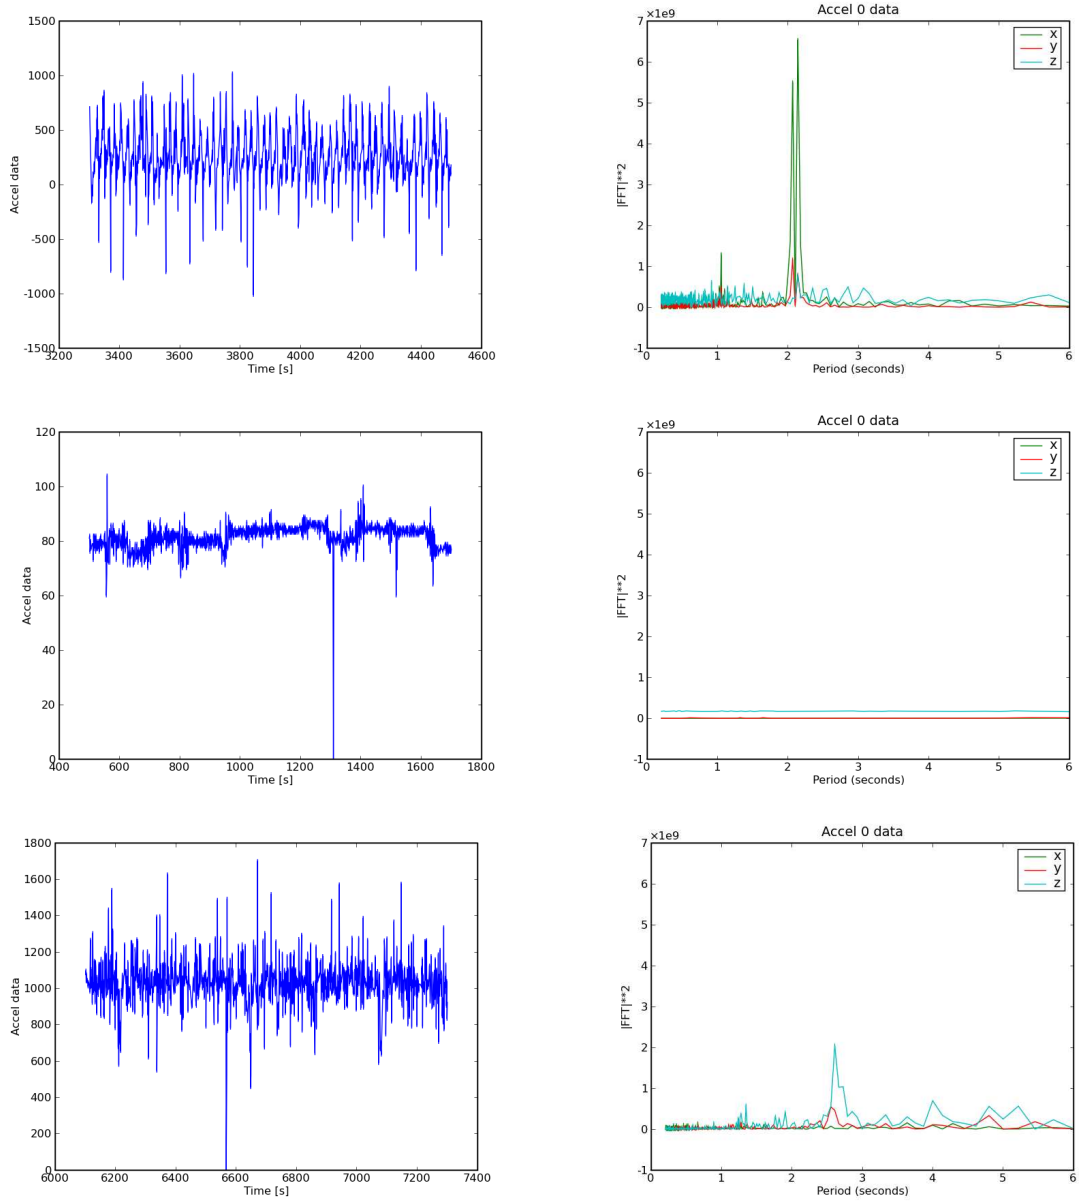 1500
1000
500
0
-500
-1000
-1500
Accel data
3200 3400 3600 3800 4000 4200 4400 4600
Time [s]
Accel 0 data
×1e9
7
6
5
4
3
2
1
0
-1
|FFT|**2
x
y
z
0 1 2 3 4 5 6
Period (seconds)
120
100
80
60
40
20
0
Accel data
400 600 800 1000 1200 1400 1600 1800
Time [s]
Accel 0 data
×1e9
7
6
5
4
3
2
1
0
-1
|FFT|**2
x
y
z
0 1 2 3 4 5 6
Period (seconds)
1800
1600
1400
1200
1000
800
600
400
200
0
Accel data
6000 6200 6400 6600 6800 7000 7200 7400
Time [s]
Accel 0 data
×1e9
7
6
5
4
3
2
1
0
-1
|FFT|**2
x
y
z
0 1 2 3 4 5 6
Period (seconds)